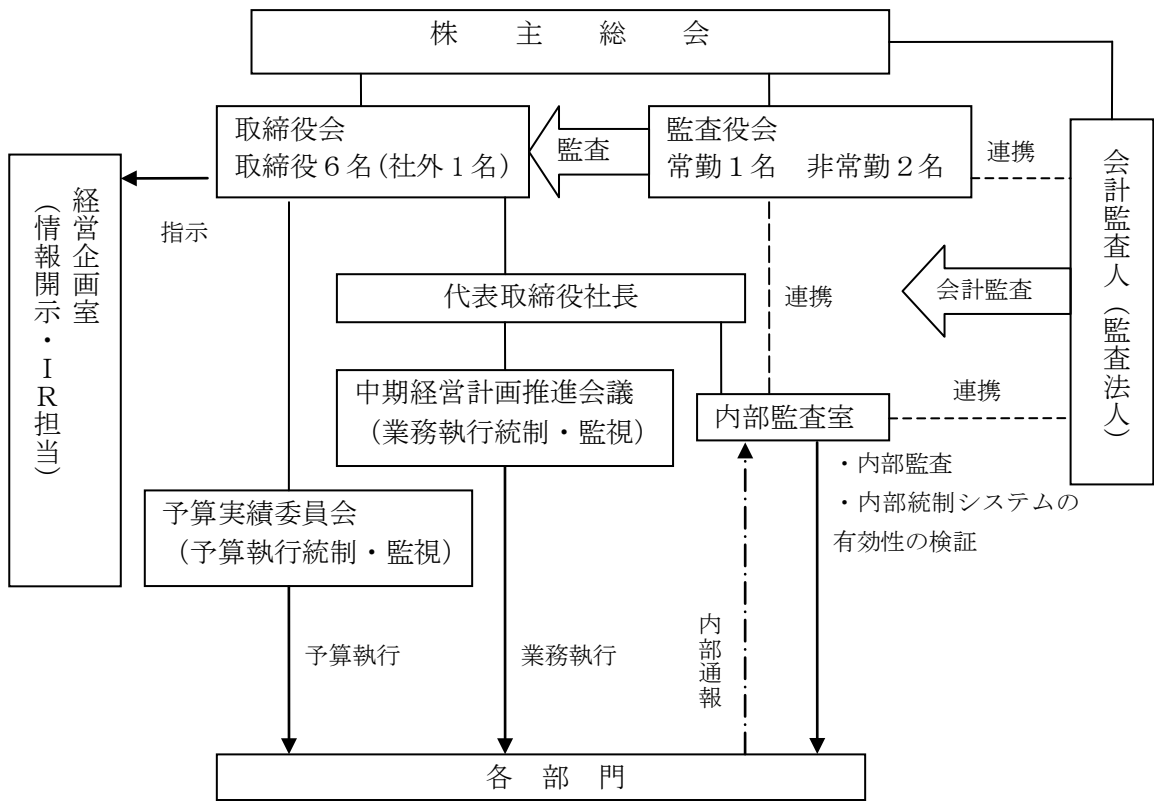 株　主　総　会
取締役会
取締役６名（社外１名）
監査
監査役会
常勤１名　非常勤２名
連携
会計監査人（監査法人）
経営企画室
（情報開示・ＩＲ担当）
指示
代表取締役社長
連携
会計監査
中期経営計画推進会議
（業務執行統制・監視）
内部監査室
連携
・内部監査
・内部統制システムの
有効性の検証
予算実績委員会
（予算執行統制・監視）
予算執行
業務執行
内部通報
各　部　門